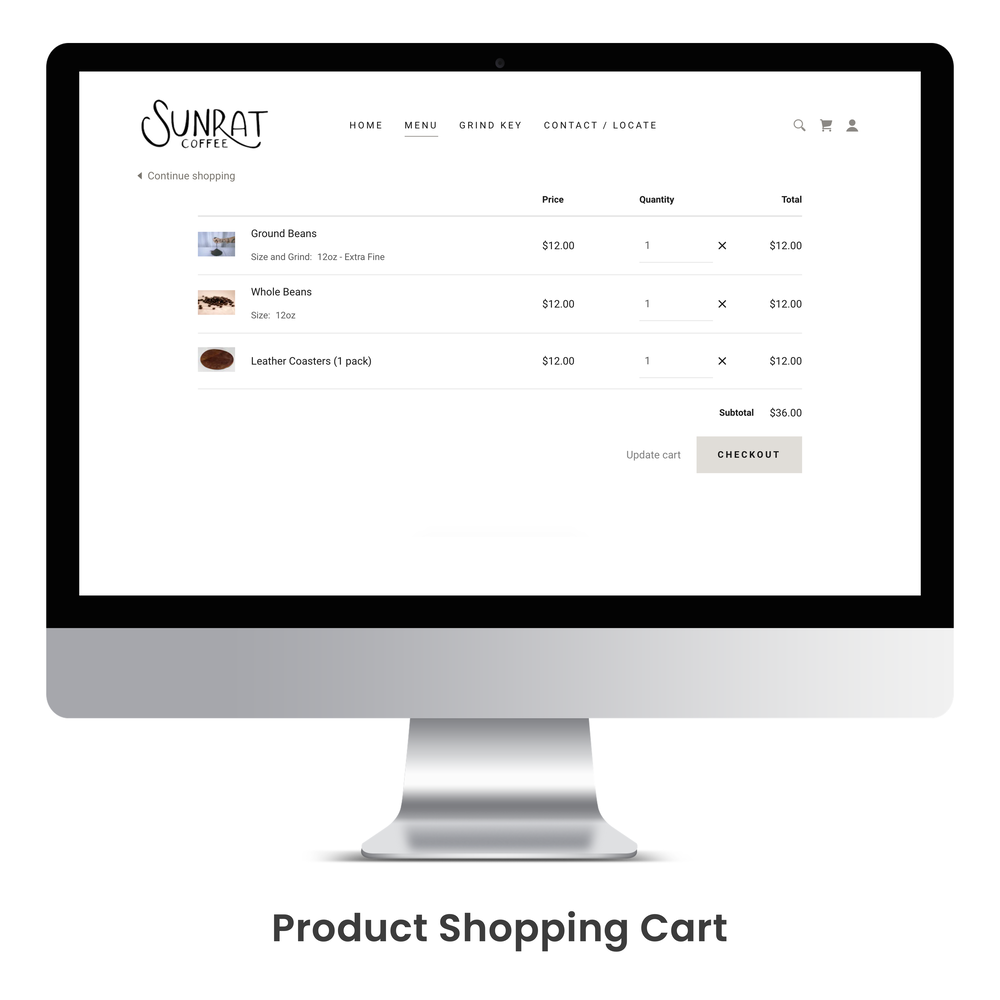 SUNRAT
COFFEE
HOME MENU GRIND KEY CONTACT / LOCATE
Continue shopping
Price Quantity Total
Ground Beans
$12.00 1 $12.00
Size and Grind: 12oz - Extra Fine
Whole Beans
$12.00 1 $12.00
Size: 12oz
Leather Coasters (1 pack) $12.00 1 $12.00
Subtotal $36.00
Update cart CHECKOUT
Product Shopping Cart